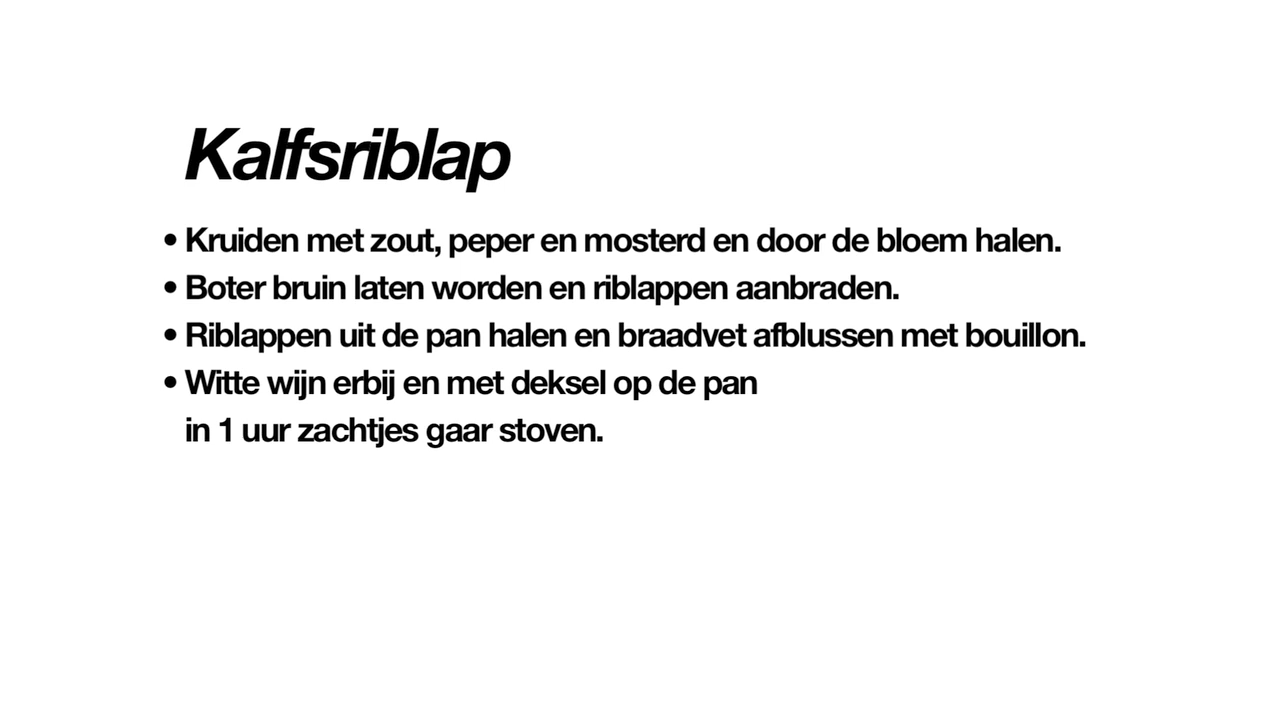 Kalfsriblap
• Kruiden met zout, peper en mosterd en door de bloem halen.
• Boter bruin laten worden en riblappen aanbraden.
• Riblappen uit de pan halen en braadvet afblussen met bouillon.
• Witte wijn erbij en met deksel op de pan
in 1 uur zachtjes gaar stoven.